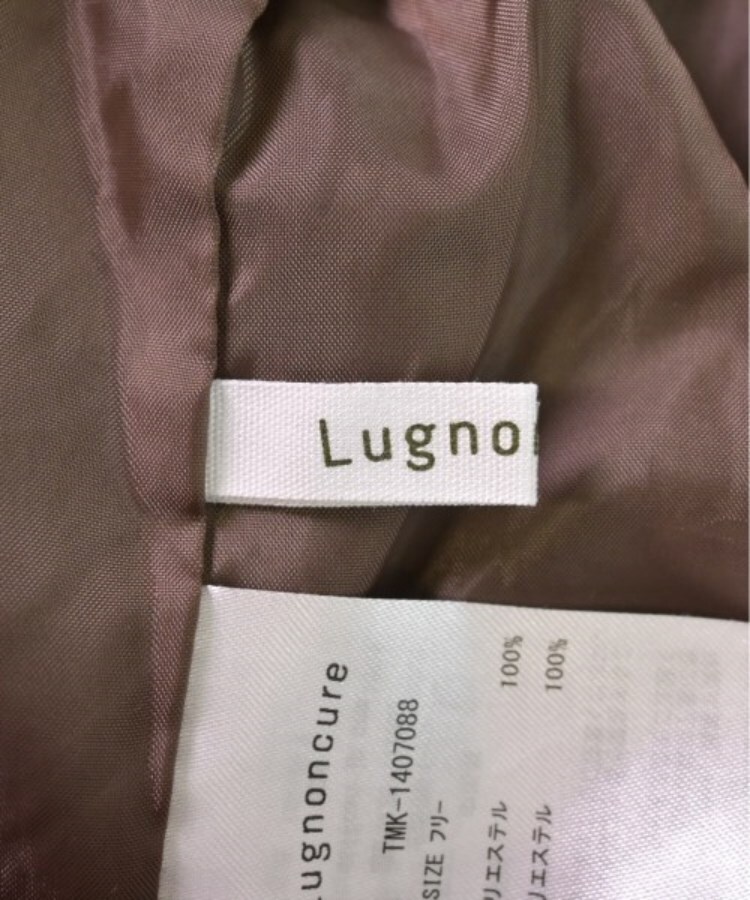 Lugno
ugnoncure
TMK-1407088
SIZE フリー
リエステル 100%
リエステル 100%